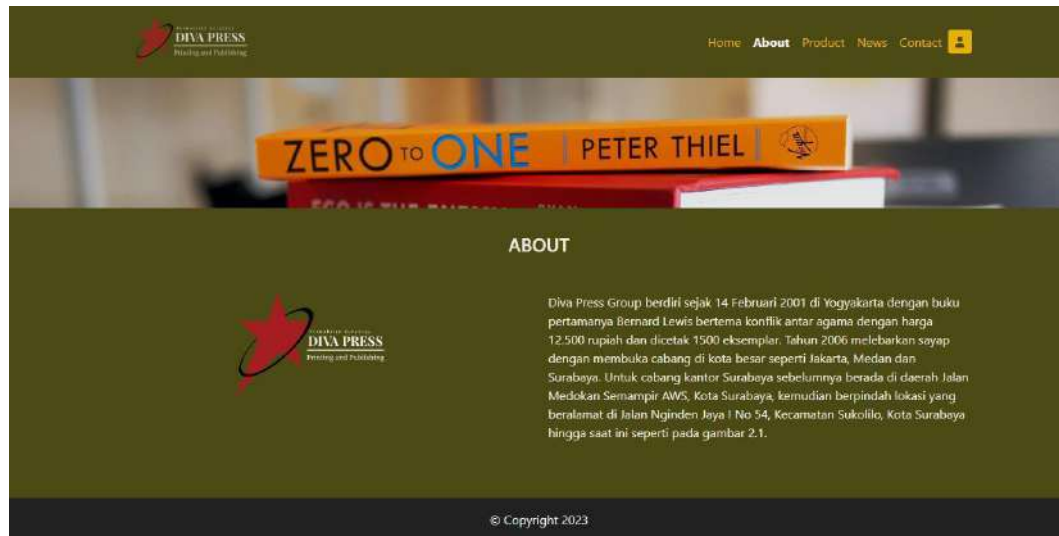 DIVA PRESS
Printing and Publishing
Home About Product News Contact
ZERO TO ONE PETER THIEL
EGO IS THE ENEMY
ABOUT
DIVA PRESS
Printing and Publishing
Diva Press Group berdiri sejak 14 Februari 2001 di Yogyakarta dengan buku
pertamanya Bernard Lewis bertema konflik antar agama dengan harga
12.500 rupiah dan dicetak 1500 eksemplar. Tahun 2006 melebarkan sayap
dengan membuka cabang di kota besar seperti Jakarta, Medan dan
Surabaya. Untuk cabang kantor Surabaya sebelumnya berada di daerah Jalan
Medokan Semampir AWS, Kota Surabaya, kemudian berpindah lokasi yang
beralamat di Jalan Nginden Jaya I No 54, Kecamatan Sukolilo, Kota Surabaya
hingga saat ini seperti pada gambar 2.1.
© Copyright 2023